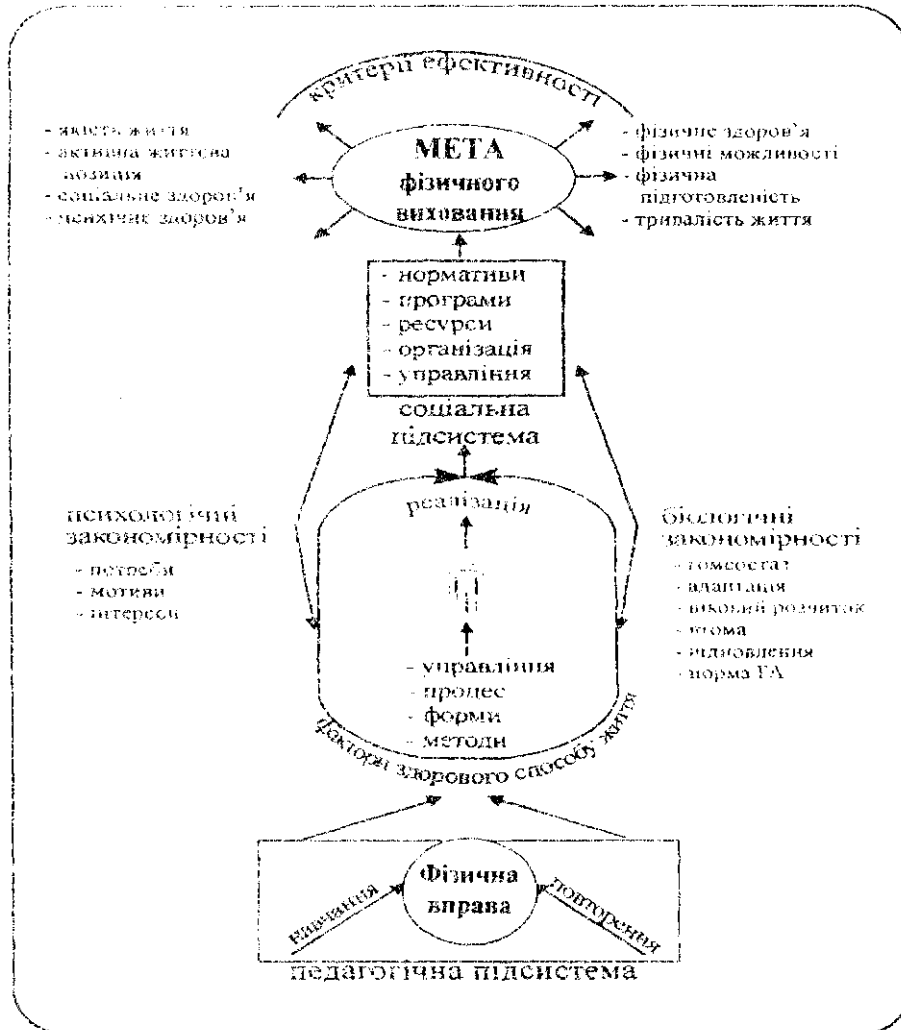 критерії ефективності
- якість життя
- активна життєва
позиція
- соціальне здоров'я
- психічне здоров'я
МЕТА
фізичного
виховання
- фізичне здоров'я
- фізичні можливості
- фізична
підготовленість
- тривалість життя
- нормативи
- програми
- ресурси
- організація
- управління
соціальна
підсистема
реалізація
психологічні
закономірності
- потреби
- мотиви
- інтереси
біологічні
закономірності
- гомеостаз
- адаптація
- віковий розвиток
- втома
- відновлення
- норма
- управління
- процес
- форми
- методи
фактори здорового способу життя
Фізична
вправа
навчання
повторення
педагогічна підсистема